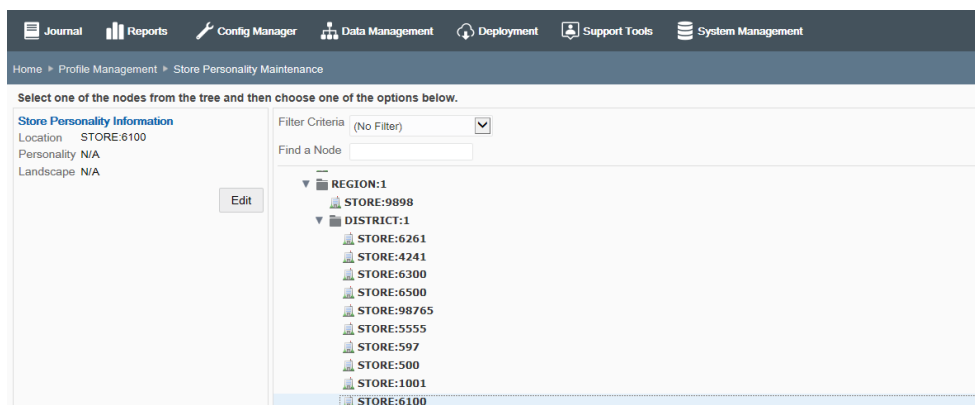 Journal Reports Config Manager Data Management Deployment Support Tools System Management
Home Profile Management Store Personality Maintenance
Select one of the nodes from the tree and then choose one of the options below.
Store Personality Information
Location STORE:6100
Personality N/A
Landscape N/A
Edit
Filter Criteria (No Filter)
Find a Node
REGION:1
STORE:9898
DISTRICT:1
STORE:6261
STORE:4241
STORE:6300
STORE:6500
STORE:98765
STORE:5555
STORE:597
STORE:500
STORE:1001
STORE:6100